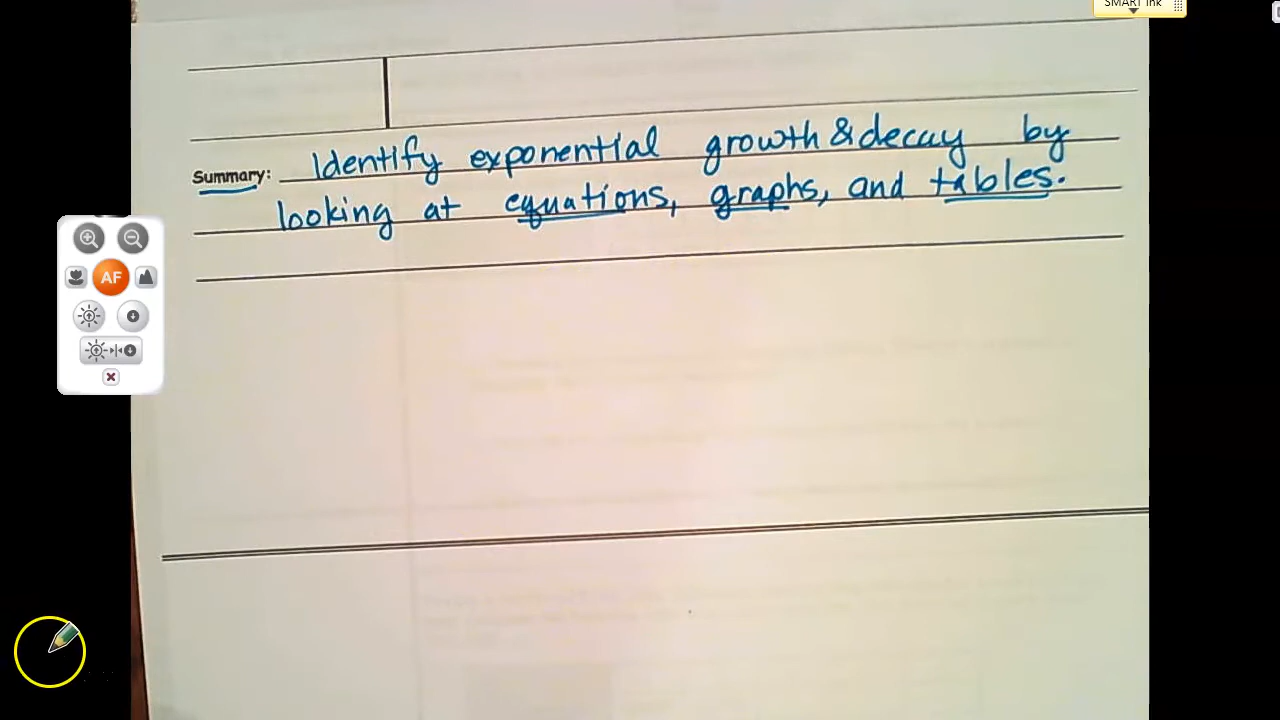 SMART Ink
Summary: Identify exponential growth & decay by
looking at equations, graphs, and tables.
AF